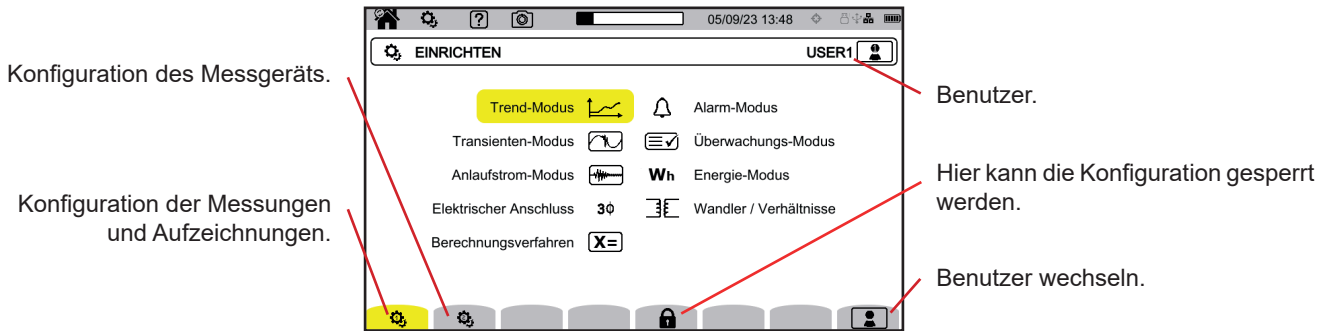 05/09/23 13:48
EINRICHTEN
USER1
Konfiguration des Messgeräts.
Benutzer.
Trend-Modus
Alarm-Modus
Transienten-Modus
Überwachungs-Modus
Anlaufstrom-Modus
Wh Energie-Modus
Hier kann die Konfiguration gesperrt
werden.
Konfiguration der Messungen
und Aufzeichnungen.
Elektrischer Anschluss 3ϕ
Wandler / Verhältnisse
Berechnungsverfahren X=
Benutzer wechseln.